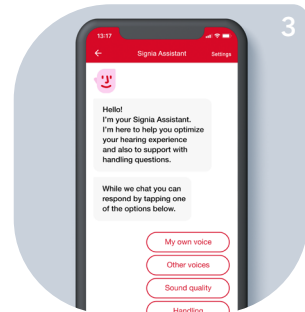 3
13:17
Signia Assistant
Settings
Hello!
I'm your Signia Assistant.
I'm here to help you optimize
your hearing experience
and also to support with
handling questions.
While we chat you can
respond by tapping one
of the options below.
My own voice
Other voices
Sound quality
Handling